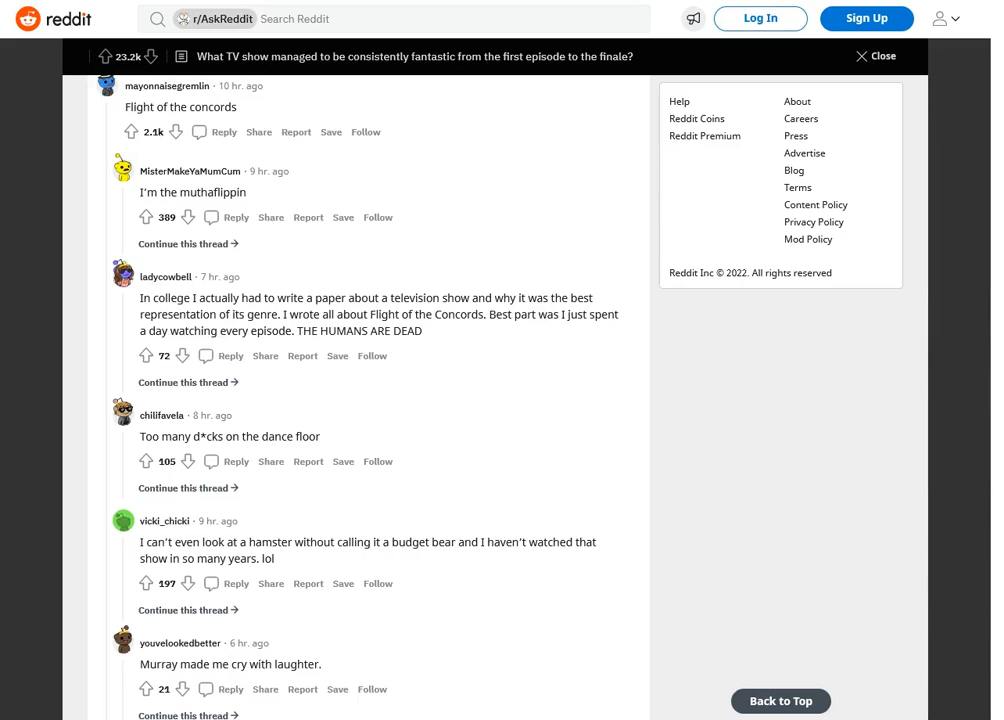 reddit r/AskReddit Search Reddit Log In Sign Up
23.2k What TV show managed to be consistently fantastic from the first episode to the finale? Close
mayonnaisegremlin · 10 hr. ago
Flight of the concords
2.1k Reply Share Report Save Follow
MisterMakeYaMumCum · 9 hr. ago
I’m the muthaflippin
389 Reply Share Report Save Follow
Continue this thread →
ladycowbell · 7 hr. ago
In college I actually had to write a paper about a television show and why it was the best
representation of its genre. I wrote all about Flight of the Concords. Best part was I just spent
a day watching every episode. THE HUMANS ARE DEAD
72 Reply Share Report Save Follow
Continue this thread →
chilifavela · 8 hr. ago
Too many d*cks on the dance floor
105 Reply Share Report Save Follow
Continue this thread →
vicki_chicki · 9 hr. ago
I can’t even look at a hamster without calling it a budget bear and I haven’t watched that
show in so many years. lol
197 Reply Share Report Save Follow
Continue this thread →
youvelookedbetter · 6 hr. ago
Murray made me cry with laughter.
21 Reply Share Report Save Follow
Continue this thread →
Help About
Reddit Coins Careers
Reddit Premium Press
Advertise
Blog
Terms
Content Policy
Privacy Policy
Mod Policy
Reddit Inc © 2022. All rights reserved
Back to Top